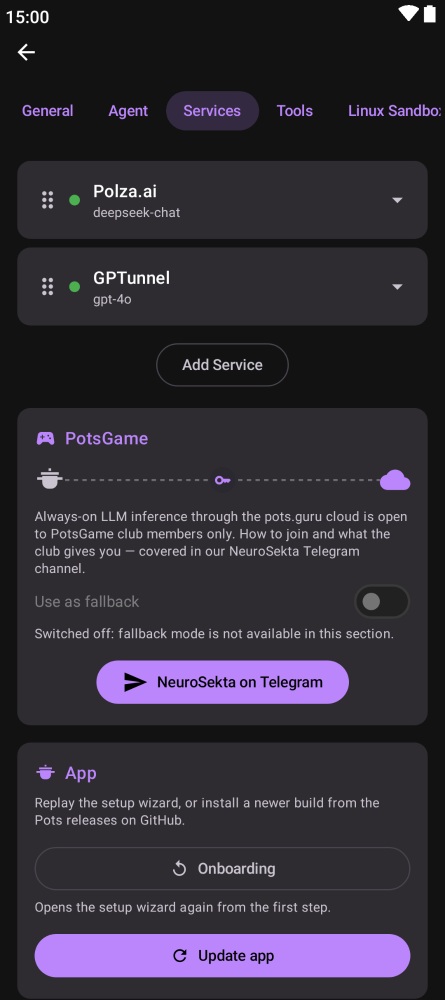 15:00
General
Agent
Services
Tools
Linux Sandbo
Polza.ai
deepseek-chat
GPTunnel
gpt-4o
Add Service
PotsGame
Always-on LLM inference through the pots.guru cloud is open
to PotsGame club members only. How to join and what the
club gives you — covered in our NeuroSekta Telegram
channel.
Use as fallback
Switched off: fallback mode is not available in this section.
NeuroSekta on Telegram
App
Replay the setup wizard, or install a newer build from the
Pots releases on GitHub.
Onboarding
Opens the setup wizard again from the first step.
Update app